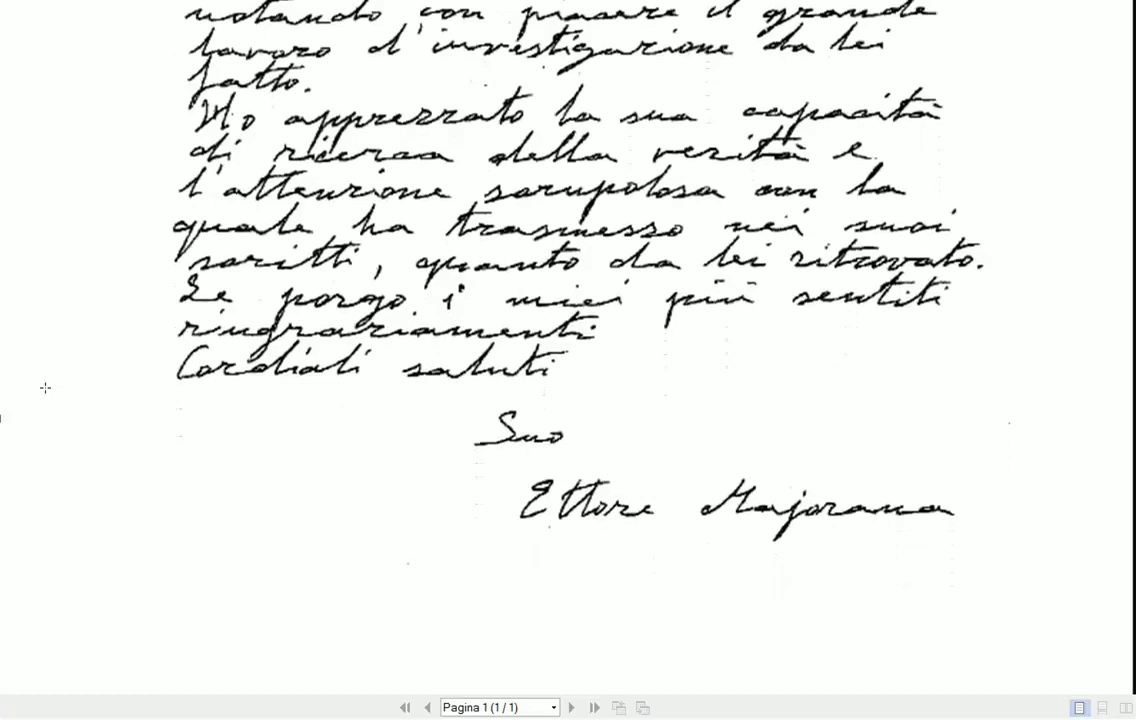 notando con piacere il grande
lavoro d'investigazione da lei
fatto.
Ho apprezzato la sua capacità
di ricerca della verità e
l'attenzione scrupolosa con la
quale ha trasmesso nei suoi
scritti, quanto da lei ritrovato.
Le porgo i miei più sentiti
ringraziamenti
Cordiali saluti
Suo
Ettore Majorana
Pagina 1 (1 / 1)